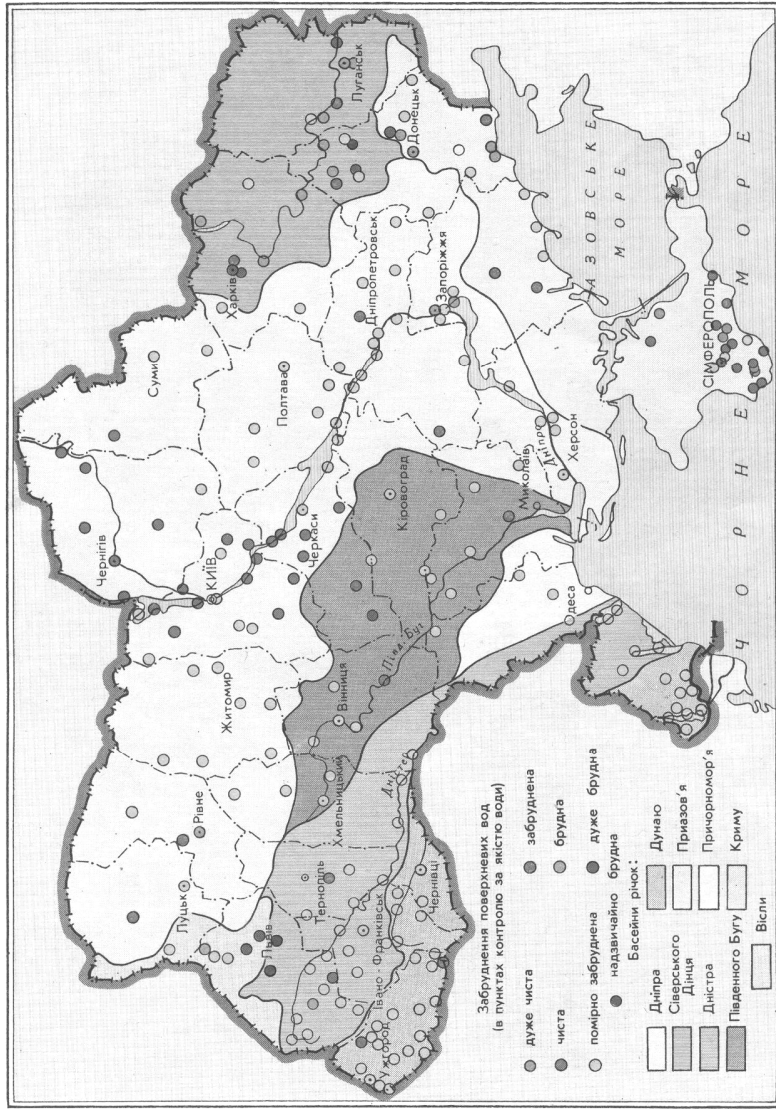 Чернігів
Суми
КИЇВ
Луцьк
Рівне
Житомир
Харків
Полтава
Черкаси
Львів
Тернопіль
Хмельницький
Вінниця
Луганськ
Ужгород
Івано-Франківськ
Чернівці
Дністер
Півд. Буг
Кіровоград
Дніпропетровськ
Донецьк
Запоріжжя
Дніпро
Миколаїв
Херсон
Одеса
АЗОВСЬКЕ
МОРЕ
СІМФЕРОПОЛЬ
ЧОРНЕ МОРЕ
Забруднення поверхневих вод
(в пунктах контролю за якістю води)
дуже чиста
забруднена
чиста
брудна
помірно забруднена
дуже брудна
надзвичайно брудна
Басейни річок:
Дніпра
Дунаю
Сіверського
Дінця
Приазов'я
Дністра
Причорномор'я
Південного Бугу
Криму
Вісли